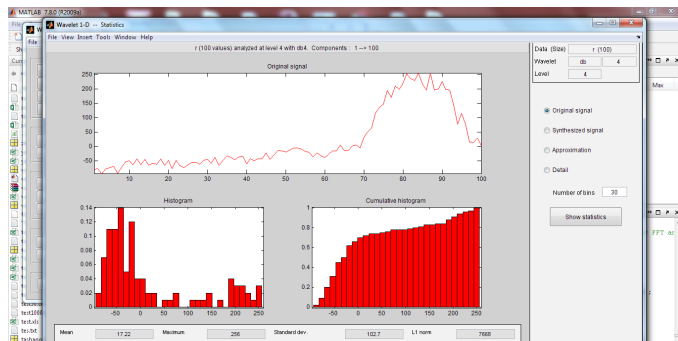 MATLAB 7.8.0 (R2009a)
Wavelet 1-D -- Statistics
File View Insert Tools Window Help
r (100 values) analyzed at level 4 with db4. Components : 1 --> 100
Data (Size) r (100)
Wavelet db 4
Level 4
Max
Original signal
250
200
150
100
50
0
-50
10 20 30 40 50 60 70 80 90 100
Original signal
Synthesized signal
Approximation
Detail
Number of bins 30
Show statistics
Histogram
0.14
0.12
0.1
0.08
0.06
0.04
0.02
0
-50 0 50 100 150 200 250
Cumulative histogram
1
0.8
0.6
0.4
0.2
0
-50 0 50 100 150 200 250
FFT
Mean 17.22 Maximum 256 Standard dev. 102.7 L1 norm 7668